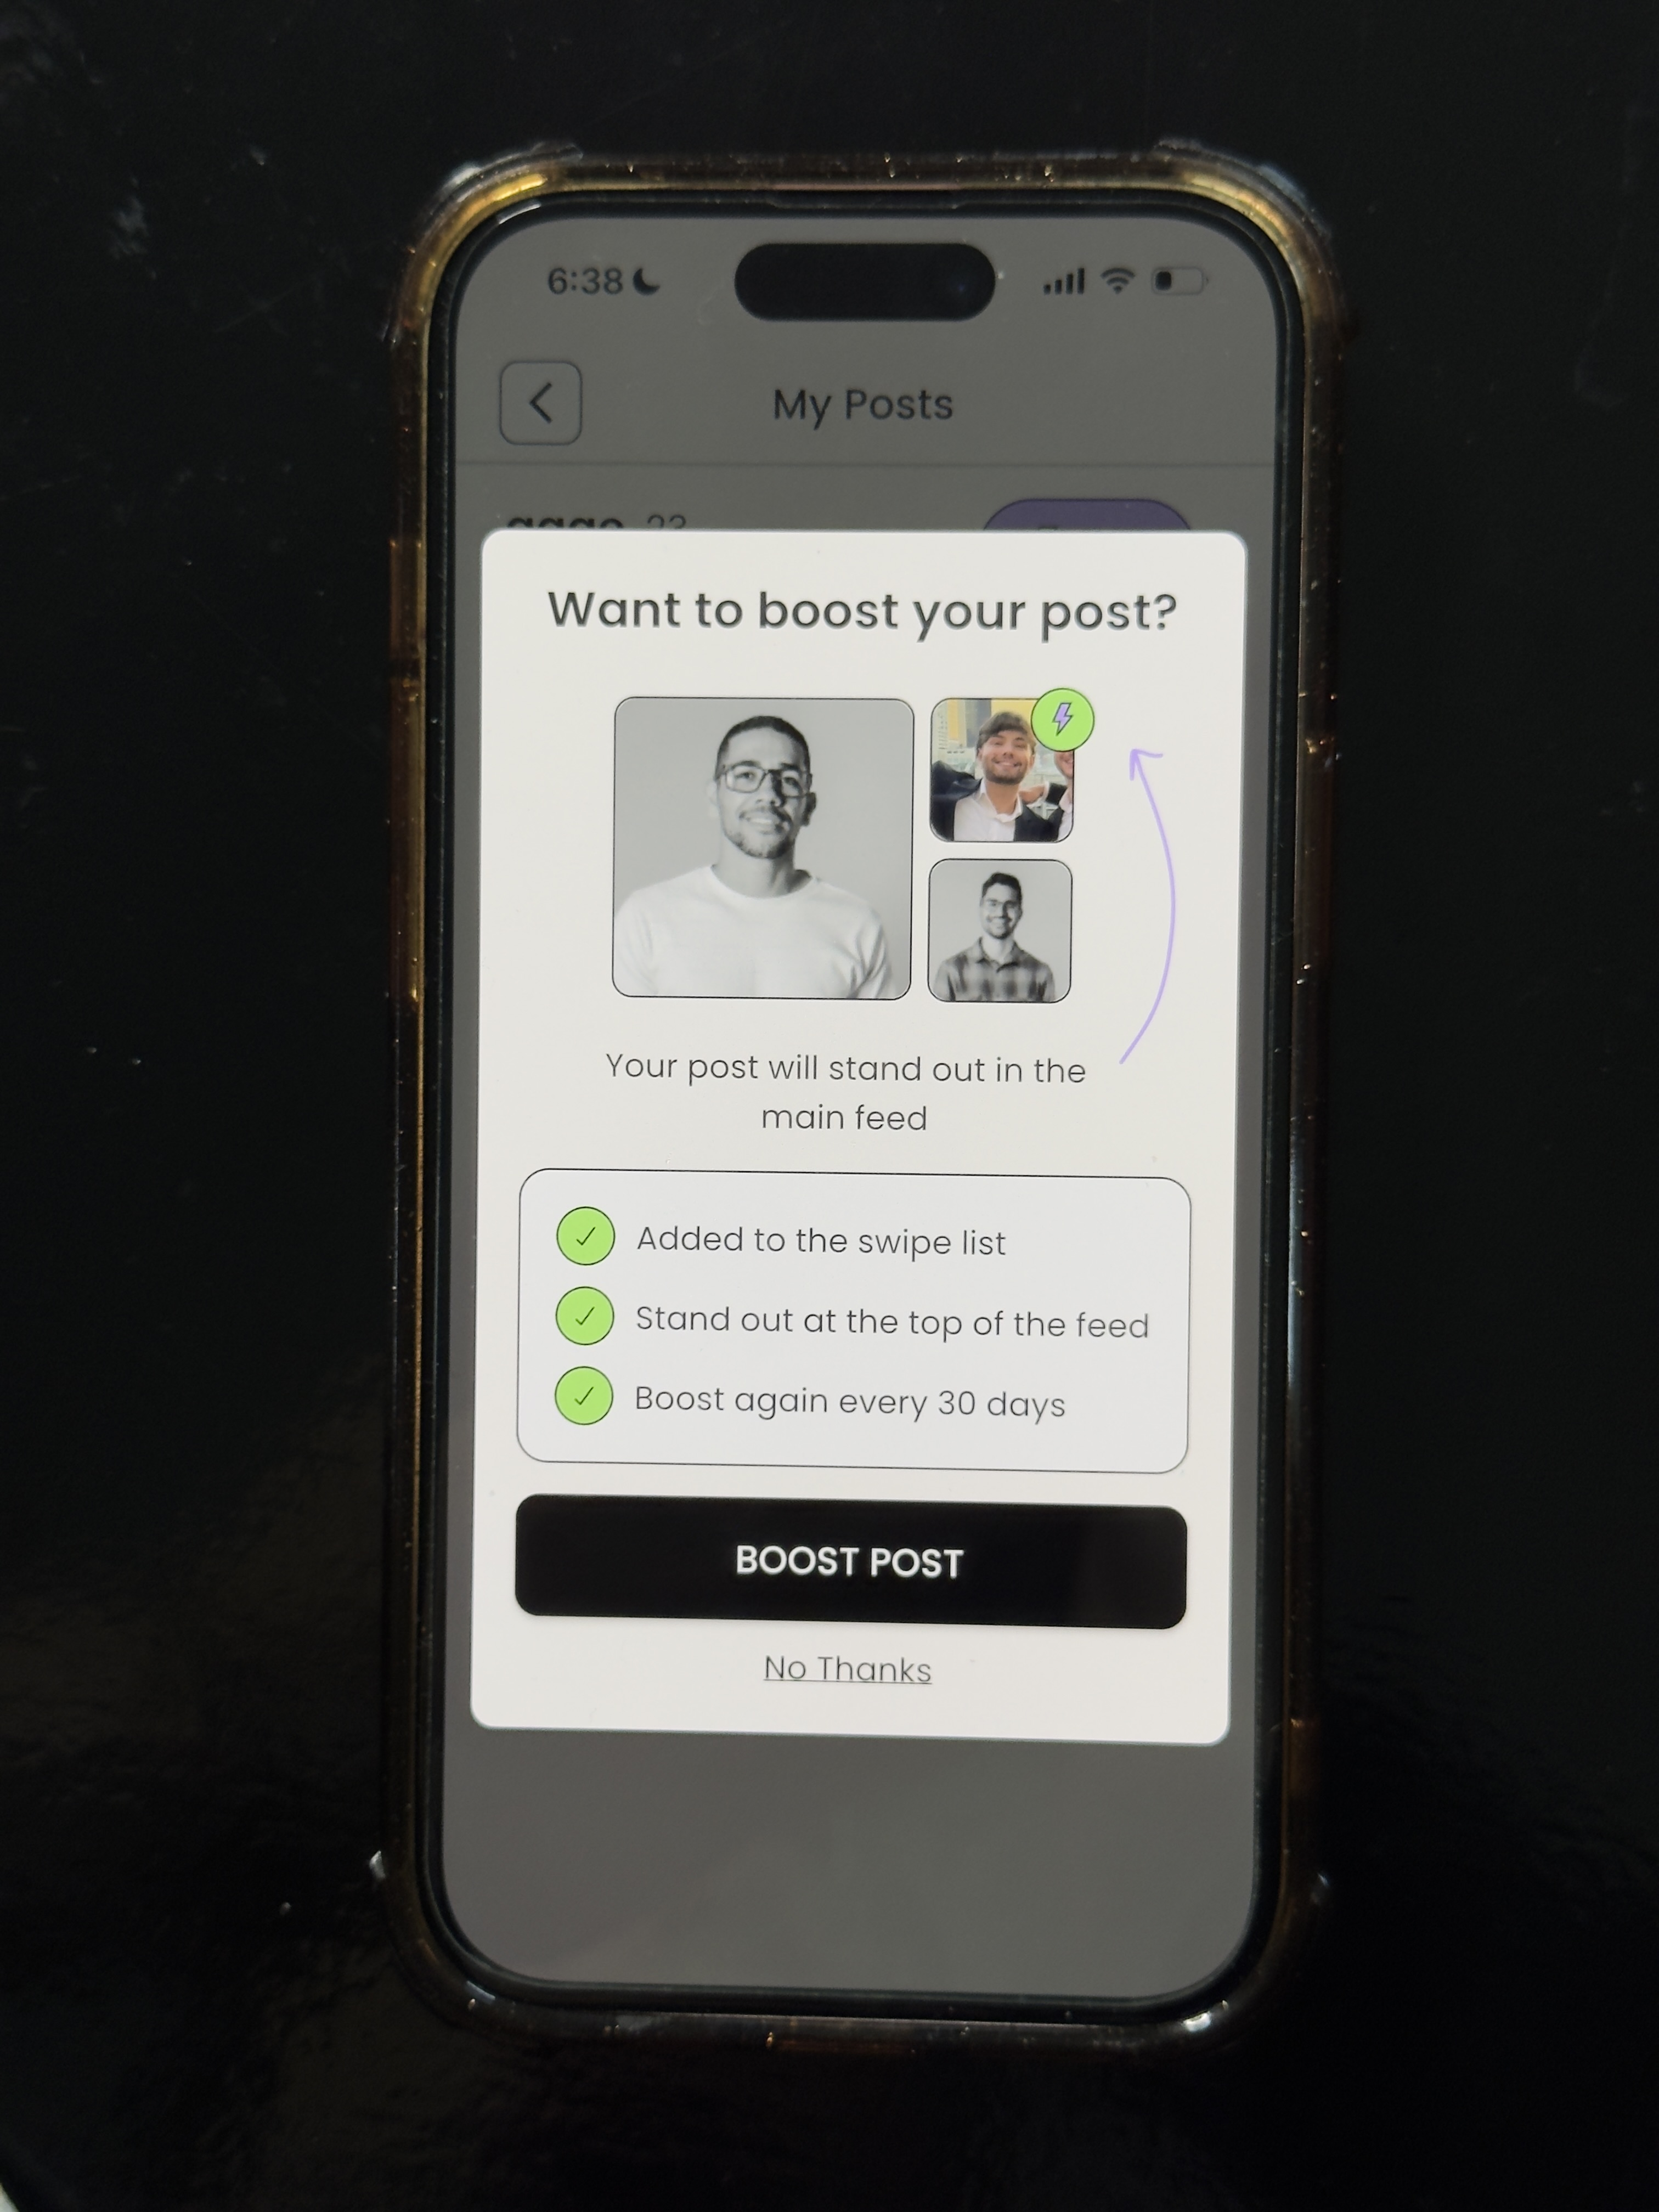 6:38
My Posts
23
Want to boost your post?
Your post will stand out in the
main feed
Added to the swipe list
Stand out at the top of the feed
Boost again every 30 days
BOOST POST
No Thanks